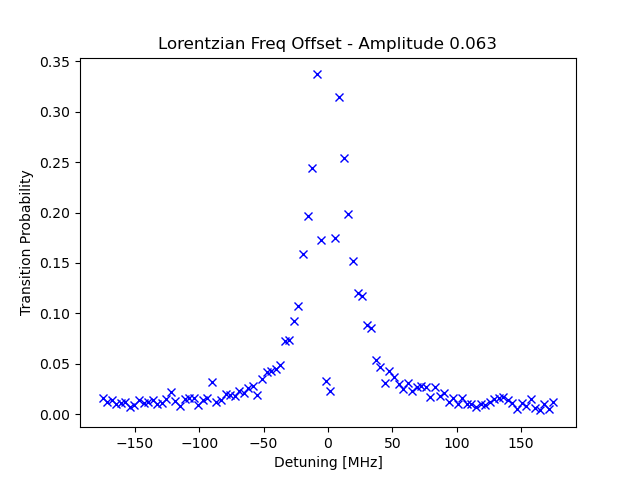 Lorentzian Freq Offset - Amplitude 0.063
0.35
0.30
0.25
0.20
0.15
0.10
0.05
0.00
Transition Probability
−150 −100 −50 0 50 100 150
Detuning [MHz]